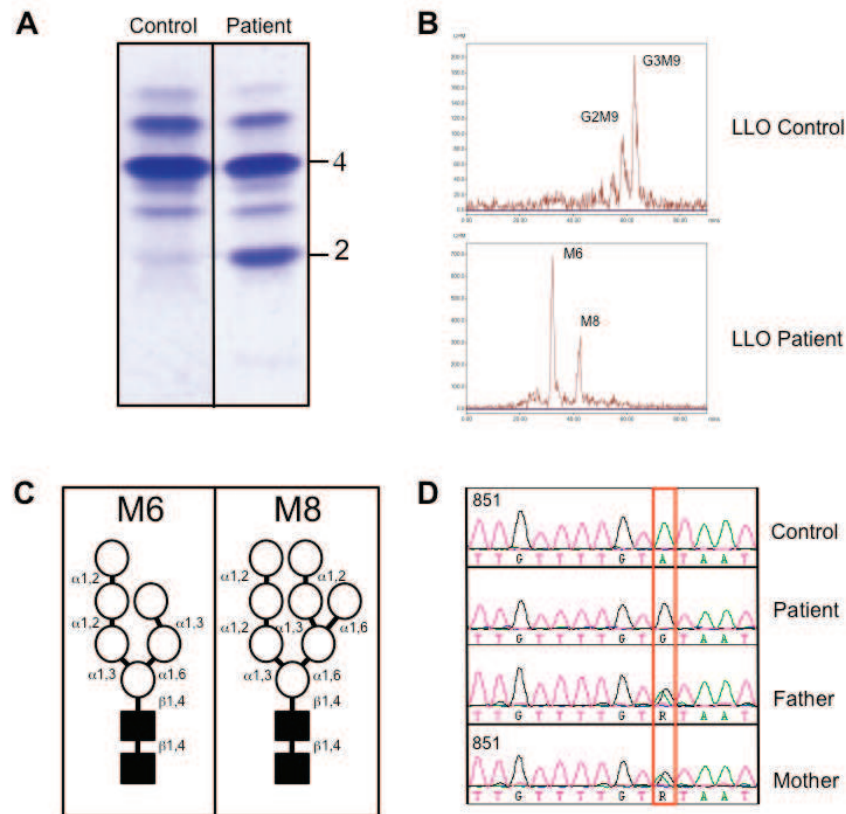 A
Control Patient
4
2
B
G3M9
G2M9
LLO Control
M6
M8
LLO Patient
C
M6 M8
α1,2 α1,2
α1,2 α1,3 α1,2 α1,3 α1,6
α1,3 α1,6 α1,3 α1,6
β1,4 β1,4
β1,4 β1,4
D
851
T T G T T T T G T A T A A T
Control
T T G T T T T G T G T A A T
Patient
T T G T T T T G T R T A A T
Father
851
T T G T T T T G T R T A A T
Mother